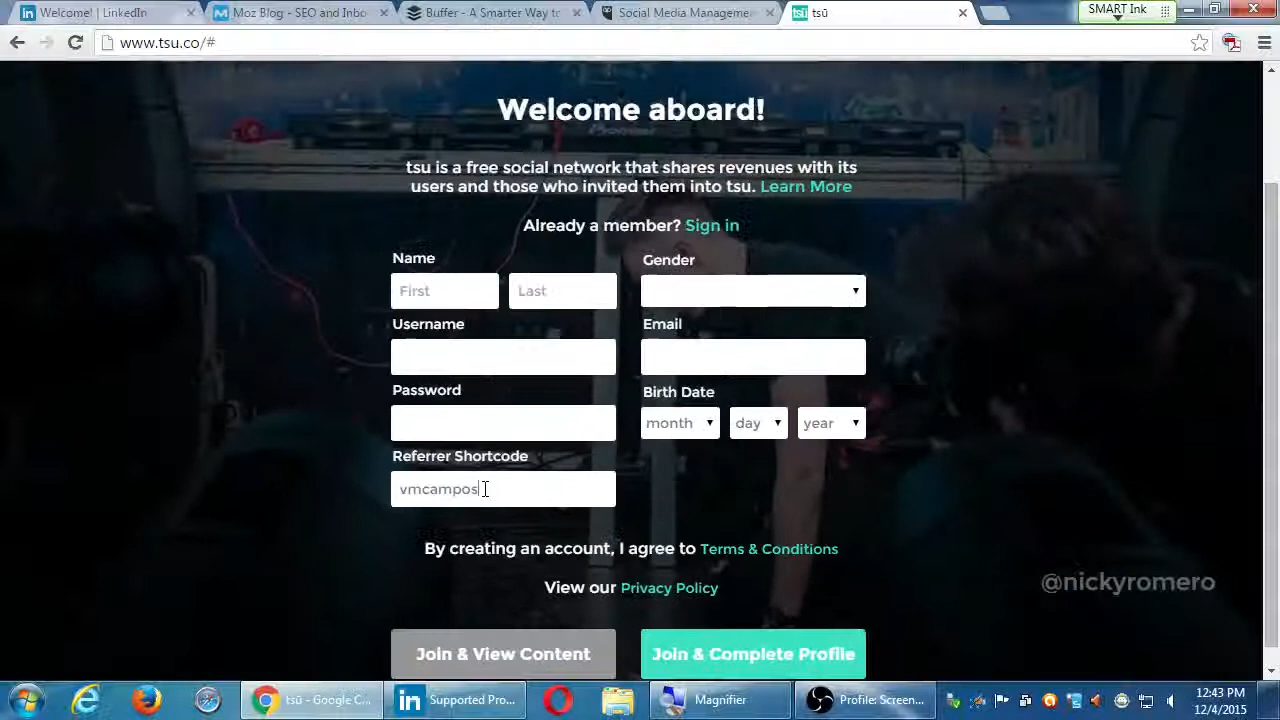 Welcome! | LinkedIn
Moz Blog - SEO and Inbo
Buffer - A Smarter Way to
Social Media Manageme
tsū
SMART Ink
www.tsu.co/#
Welcome aboard!
tsu is a free social network that shares revenues with its
users and those who invited them into tsu. Learn More
Already a member? Sign in
Name
Gender
First
Last
Username
Email
Password
Birth Date
month
day
year
Referrer Shortcode
vmcampos
By creating an account, I agree to Terms & Conditions
View our Privacy Policy
@nickyromero
Join & View Content
Join & Complete Profile
tsū - Google C...
Supported Pro...
Magnifier
Profile: Screen...
12:43 PM
12/4/2015